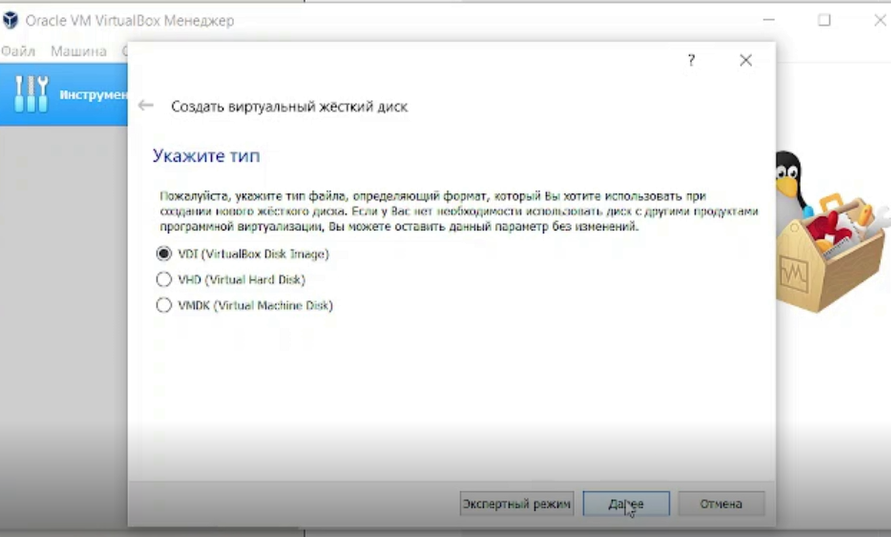 Oracle VM VirtualBox Менеджер
Файл Машина
?
Инструмен
Создать виртуальный жёсткий диск
Укажите тип
Пожалуйста, укажите тип файла, определяющий формат, который Вы хотите использовать при
создании нового жёсткого диска. Если у Вас нет необходимости использовать диск с другими продуктами
программной виртуализации, Вы можете оставить данный параметр без изменений.
VDI (VirtualBox Disk Image)
VHD (Virtual Hard Disk)
VMDK (Virtual Machine Disk)
Экспертный режим Далее Отмена